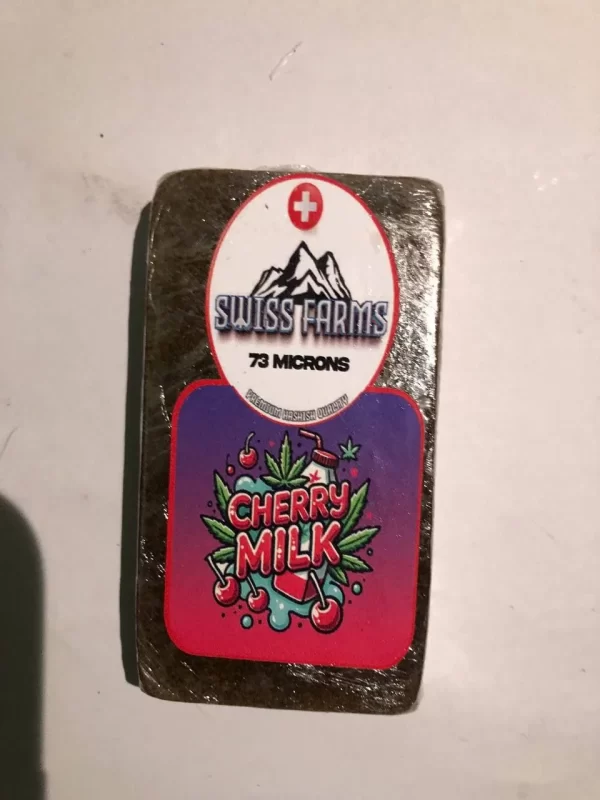 SWISS FARMS
73 MICRONS
PREMIUM HASHISH QUALITY
CHERRY
MILK